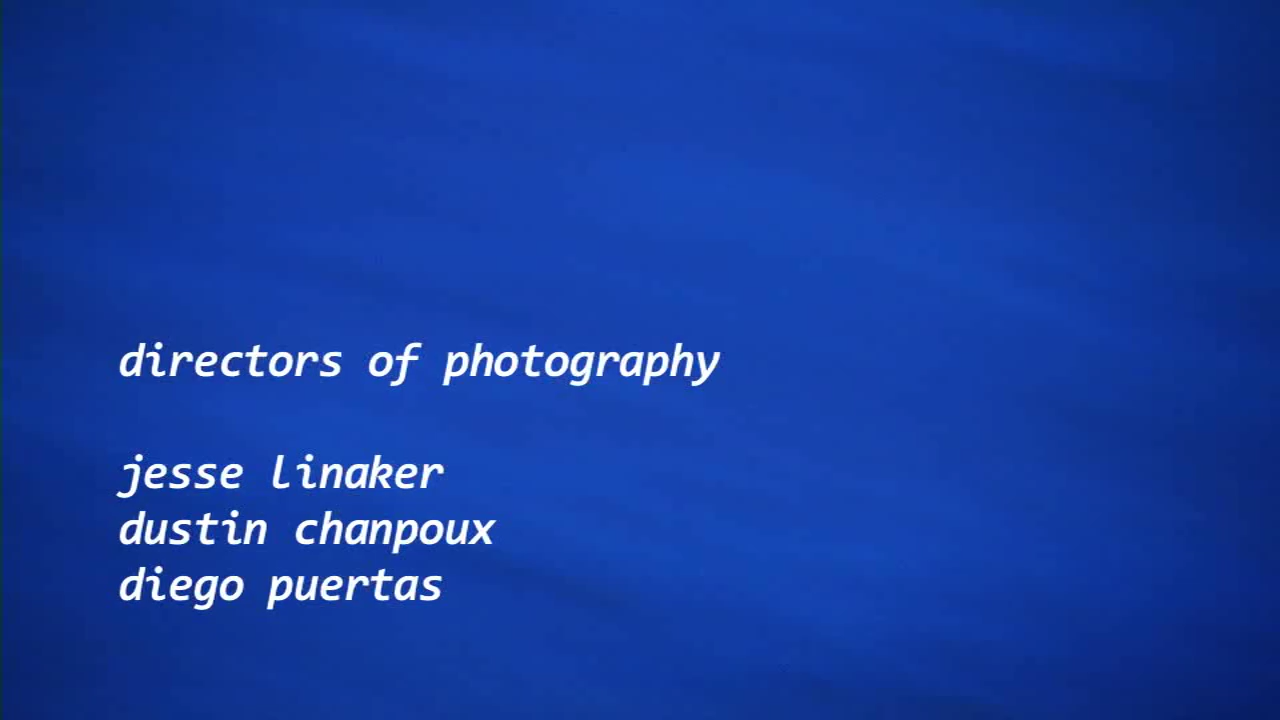 directors of photography
jesse linaker
dustin chanpoux
diego puertas